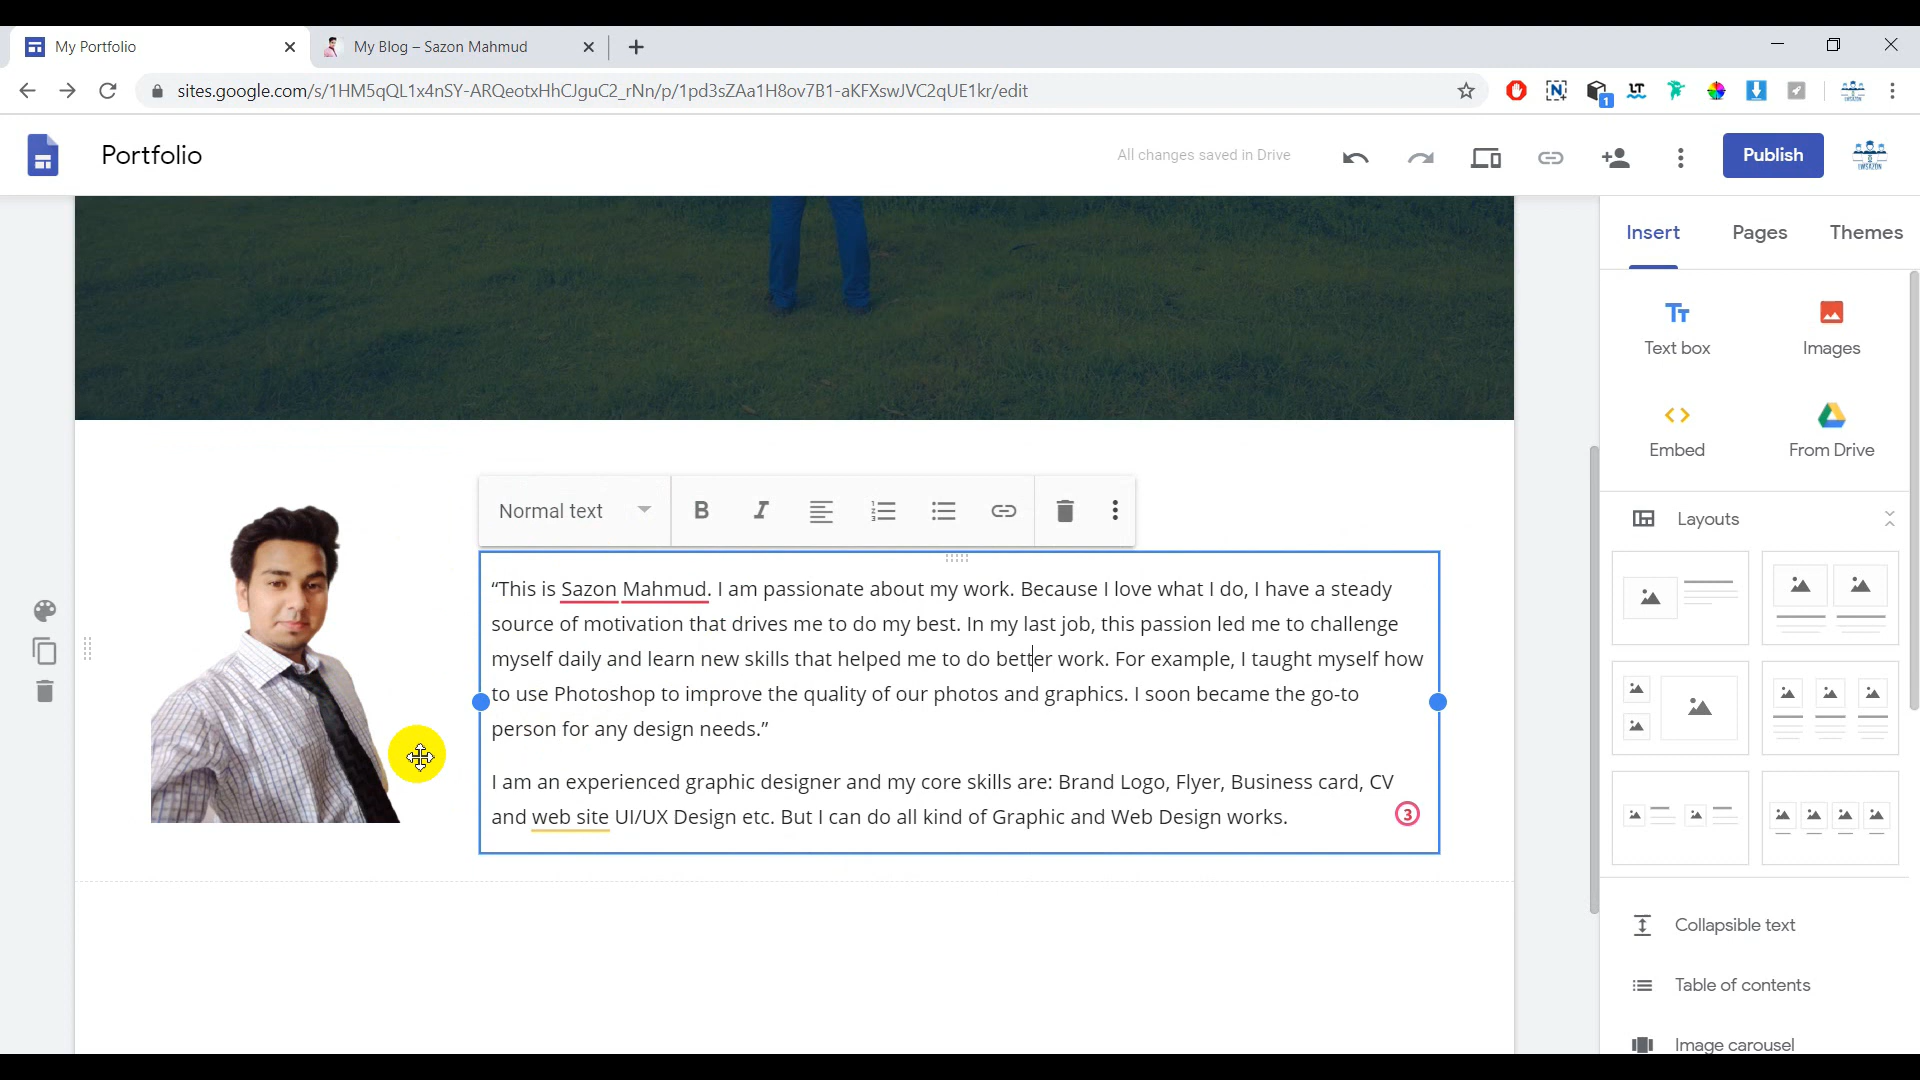 My Portfolio
My Blog – Sazon Mahmud
sites.google.com/s/1HM5qQL1x4nSY-ARQeotxHhCJguC2_rNn/p/1pd3sZAa1H8ov7B1-aKFXswJVC2qUE1kr/edit
1
LT
Portfolio
All changes saved in Drive
Publish
Insert Pages Themes
Tт
Text box Images
Embed From Drive
Layouts
Normal text B I
“This is Sazon Mahmud. I am passionate about my work. Because I love what I do, I have a steady
source of motivation that drives me to do my best. In my last job, this passion led me to challenge
myself daily and learn new skills that helped me to do better work. For example, I taught myself how
to use Photoshop to improve the quality of our photos and graphics. I soon became the go-to
person for any design needs.”
I am an experienced graphic designer and my core skills are: Brand Logo, Flyer, Business card, CV
and web site UI/UX Design etc. But I can do all kind of Graphic and Web Design works.
3
Collapsible text
Table of contents
Image carousel